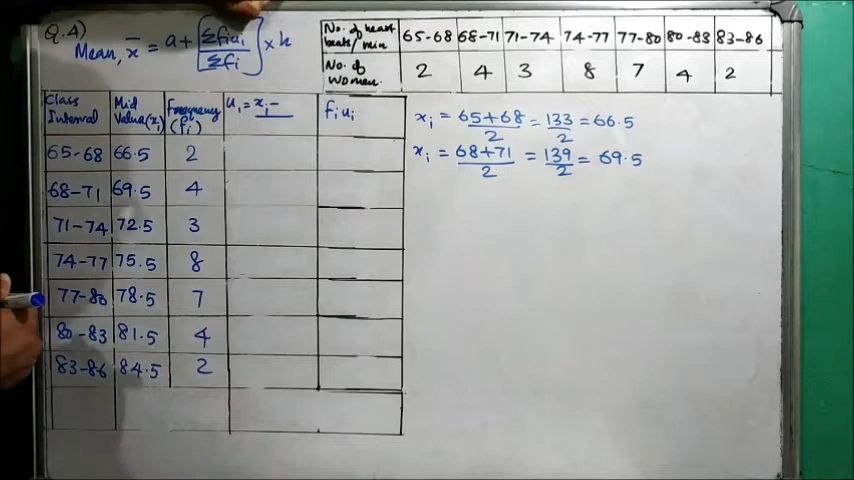 Q.4)
Mean, x̄ = a + [Σfiui / Σfi] × h
No. of heart beats/min 65-68 68-71 71-74 74-77 77-80 80-83 83-86
No. of Women. 2 4 3 8 7 4 2
Class Interval Mid Value(xi) Frequency (fi) ui = xi- fiui
65-68 66.5 2
68-71 69.5 4
71-74 72.5 3
74-77 75.5 8
77-80 78.5 7
80-83 81.5 4
83-86 84.5 2
xi = 65+68/2 = 133/2 = 66.5
xi = 68+71/2 = 139/2 = 69.5